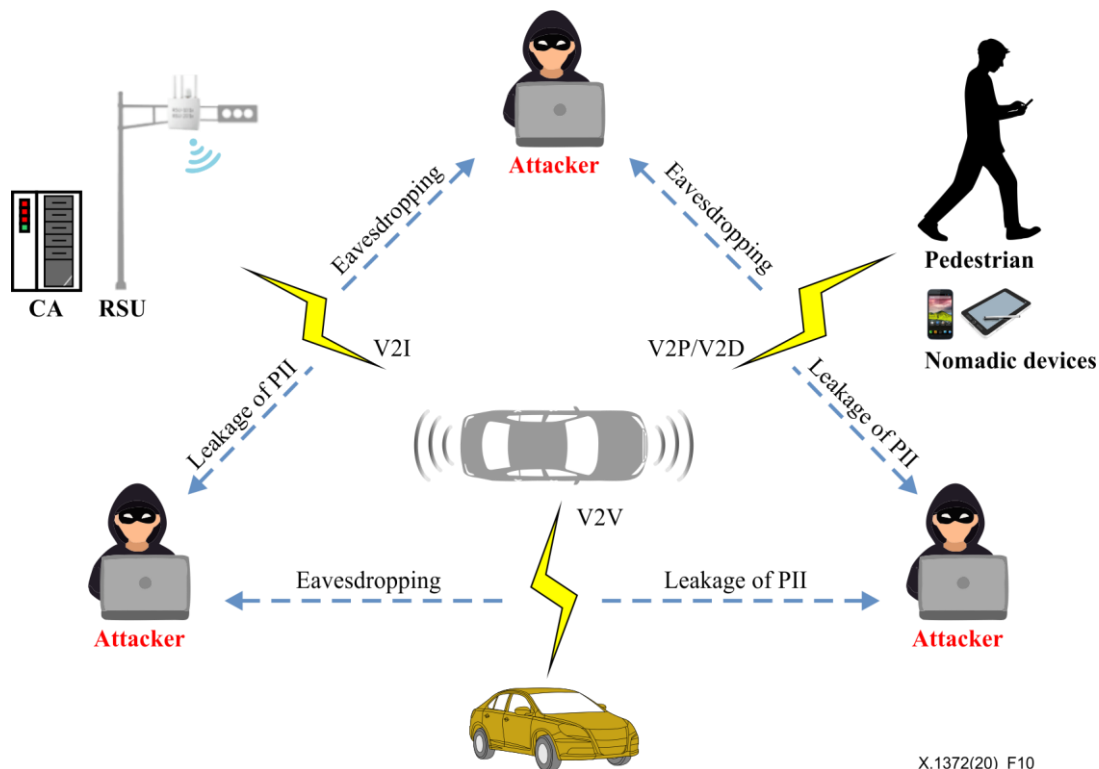 Attacker
Eavesdropping
Eavesdropping
CA
RSU
Pedestrian
Nomadic devices
V2I
V2P/V2D
Leakage of PII
Leakage of PII
V2V
Eavesdropping
Leakage of PII
Attacker
Attacker
X.1372(20)_F10